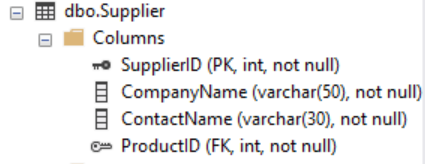 dbo.Supplier
Columns
SupplierID (PK, int, not null)
CompanyName (varchar(50), not null)
ContactName (varchar(30), not null)
ProductID (FK, int, not null)